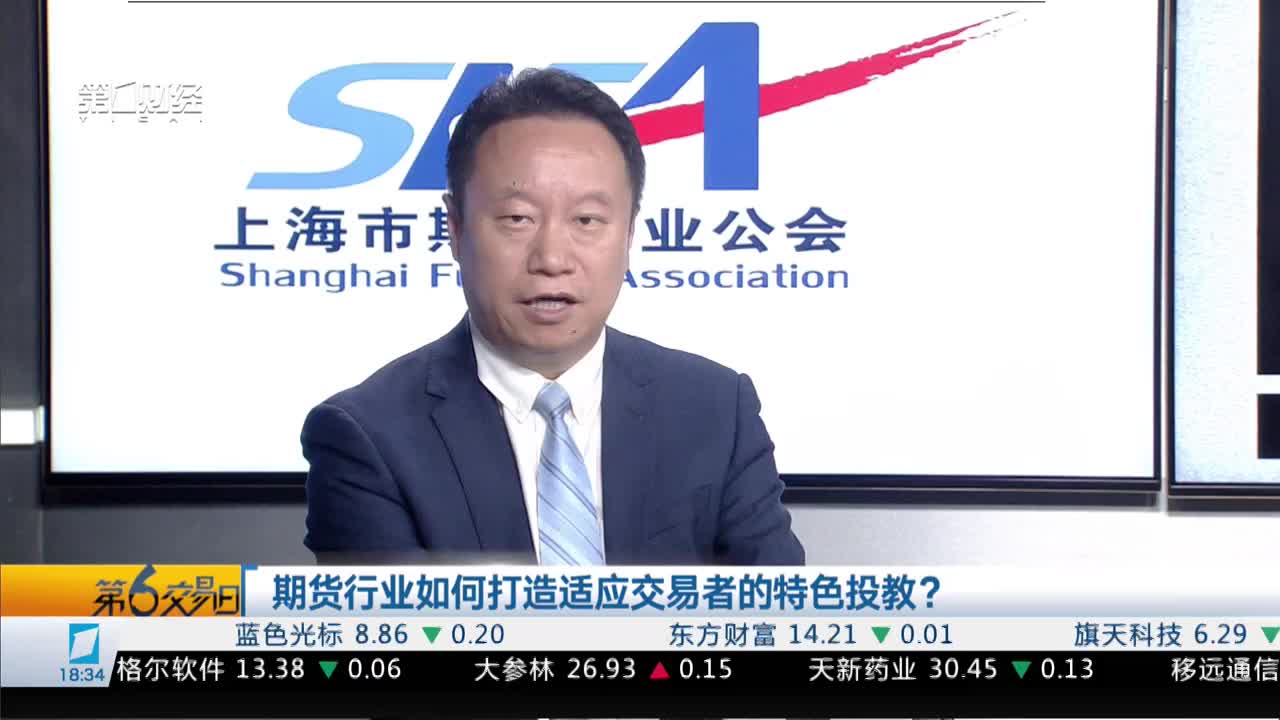 第1财经
YICAI
SFA
上海市期 业公会
Shanghai Fu Association
第6交易日
期货行业如何打造适应交易者的特色投教?
蓝色光标 8.86 ▼ 0.20 东方财富 14.21 ▼ 0.01 旗天科技 6.29 ▼
18:34
格尔软件 13.38 ▼ 0.06 大参林 26.93 ▲ 0.15 天新药业 30.45 ▼ 0.13 移远通信